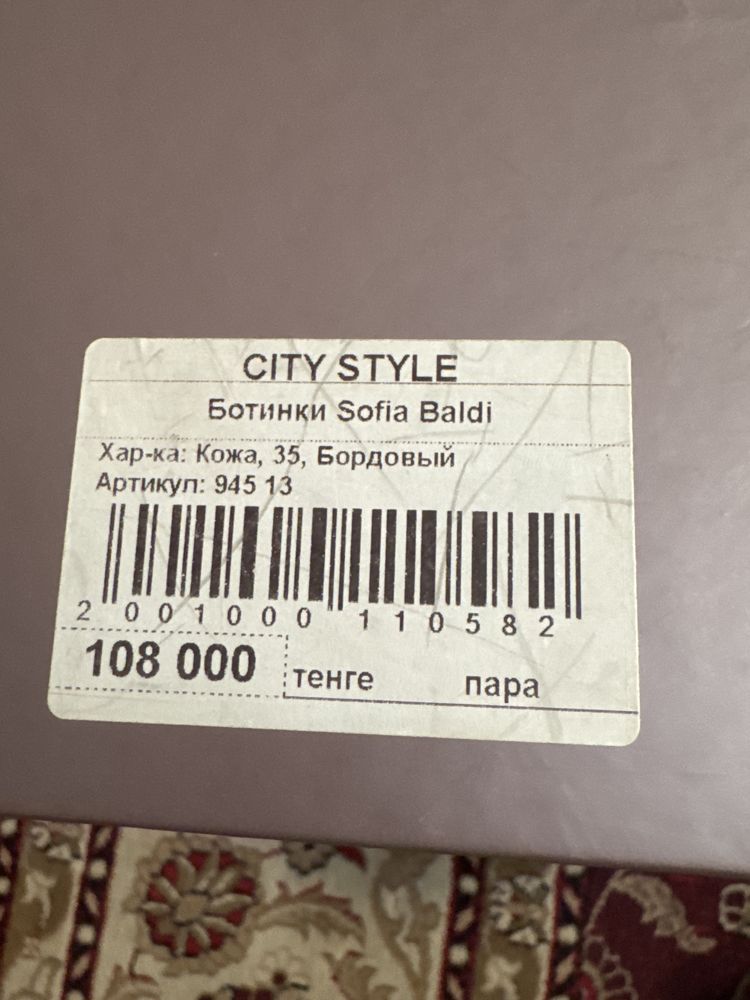 CITY STYLE
Ботинки Sofia Baldi
Хар-ка: Кожа, 35, Бордовый
Артикул: 945 13
2 001000 110582
108 000 тенге пара